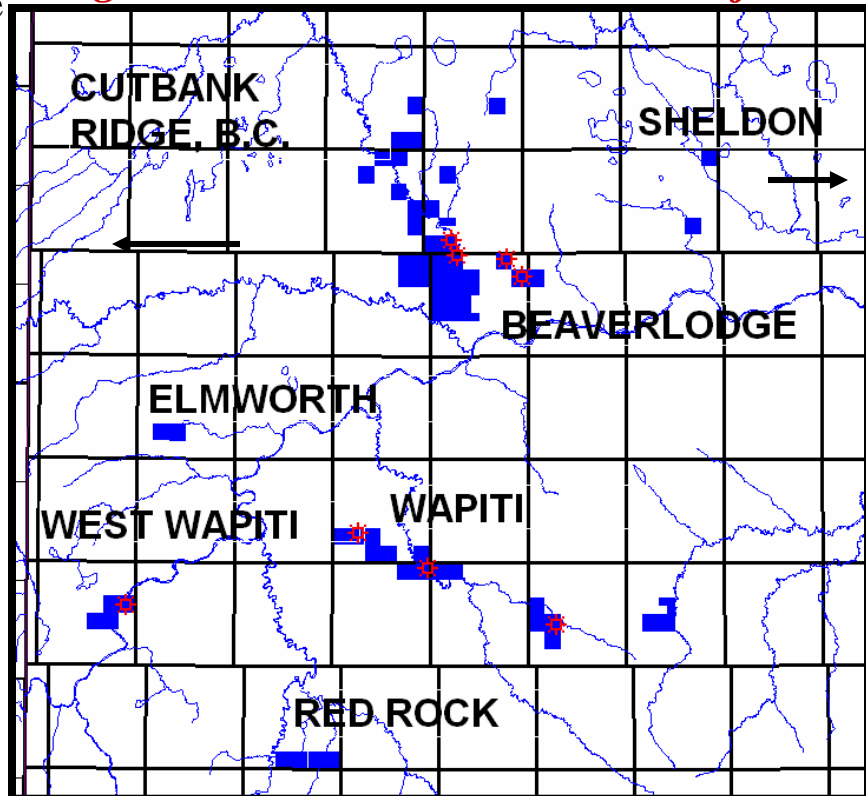 CUTBANK
RIDGE, B.C.
SHELDON
BEAVERLODGE
ELMWORTH
WAPITI
WEST WAPITI
RED ROCK